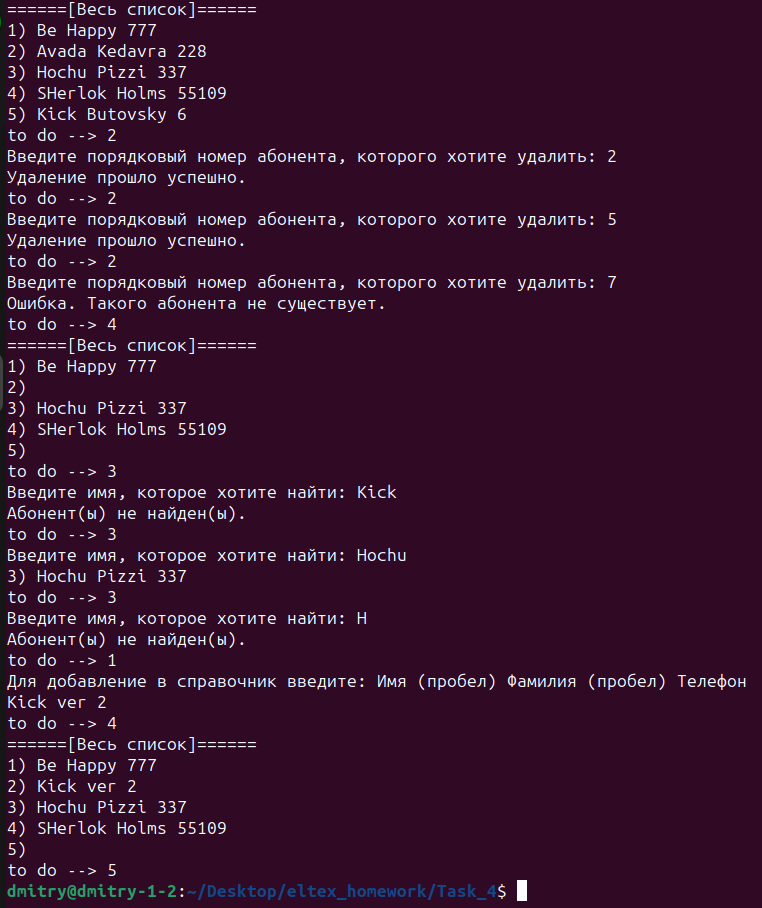 ======[Весь список]======
1) Be Happy 777
2) Avada Kedavra 228
3) Hochu Pizzi 337
4) SHerlok Holms 55109
5) Kick Butovsky 6
to do --> 2
Введите порядковый номер абонента, которого хотите удалить: 2
Удаление прошло успешно.
to do --> 2
Введите порядковый номер абонента, которого хотите удалить: 5
Удаление прошло успешно.
to do --> 2
Введите порядковый номер абонента, которого хотите удалить: 7
Ошибка. Такого абонента не существует.
to do --> 4
======[Весь список]======
1) Be Happy 777
2)
3) Hochu Pizzi 337
4) SHerlok Holms 55109
5)
to do --> 3
Введите имя, которое хотите найти: Kick
Абонент(ы) не найден(ы).
to do --> 3
Введите имя, которое хотите найти: Hochu
3) Hochu Pizzi 337
to do --> 3
Введите имя, которое хотите найти: H
Абонент(ы) не найден(ы).
to do --> 1
Для добавление в справочник введите: Имя (пробел) Фамилия (пробел) Телефон
Kick ver 2
to do --> 4
======[Весь список]======
1) Be Happy 777
2) Kick ver 2
3) Hochu Pizzi 337
4) SHerlok Holms 55109
5)
to do --> 5
dmitry@dmitry-1-2:~/Desktop/eltex_homework/Task_4$